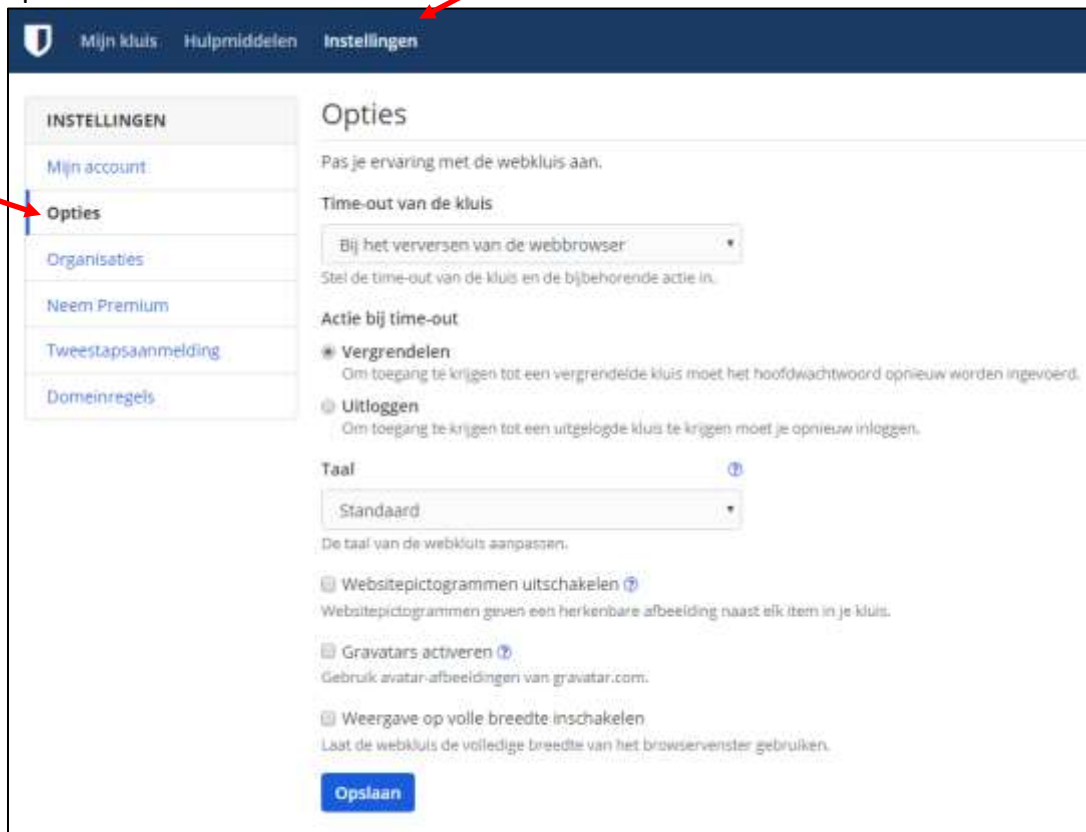 Mijn kluis Hulpmiddelen Instellingen
INSTELLINGEN
Mijn account
Opties
Organisaties
Neem Premium
Tweestapsaanmelding
Domeinregels
Opties
Pas je ervaring met de webkluis aan.
Time-out van de kluis
Bij het verversen van de webbrowser
Stel de time-out van de kluis en de bijbehorende actie in.
Actie bij time-out
Vergrendelen
Om toegang te krijgen tot een vergrendelde kluis moet het hoofdwachtwoord opnieuw worden ingevoerd.
Uitloggen
Om toegang te krijgen tot een uitgelogde kluis te krijgen moet je opnieuw inloggen.
Taal
Standaard
De taal van de webkluis aanpassen.
Websitepictogrammen uitschakelen
Websitepictogrammen geven een herkenbare afbeelding naast elk item in je kluis.
Gravatars activeren
Gebruik avatar-afbeeldingen van gravatar.com.
Weergave op volle breedte inschakelen
Laat de webkluis de volledige breedte van het browservenster gebruiken.
Opslaan